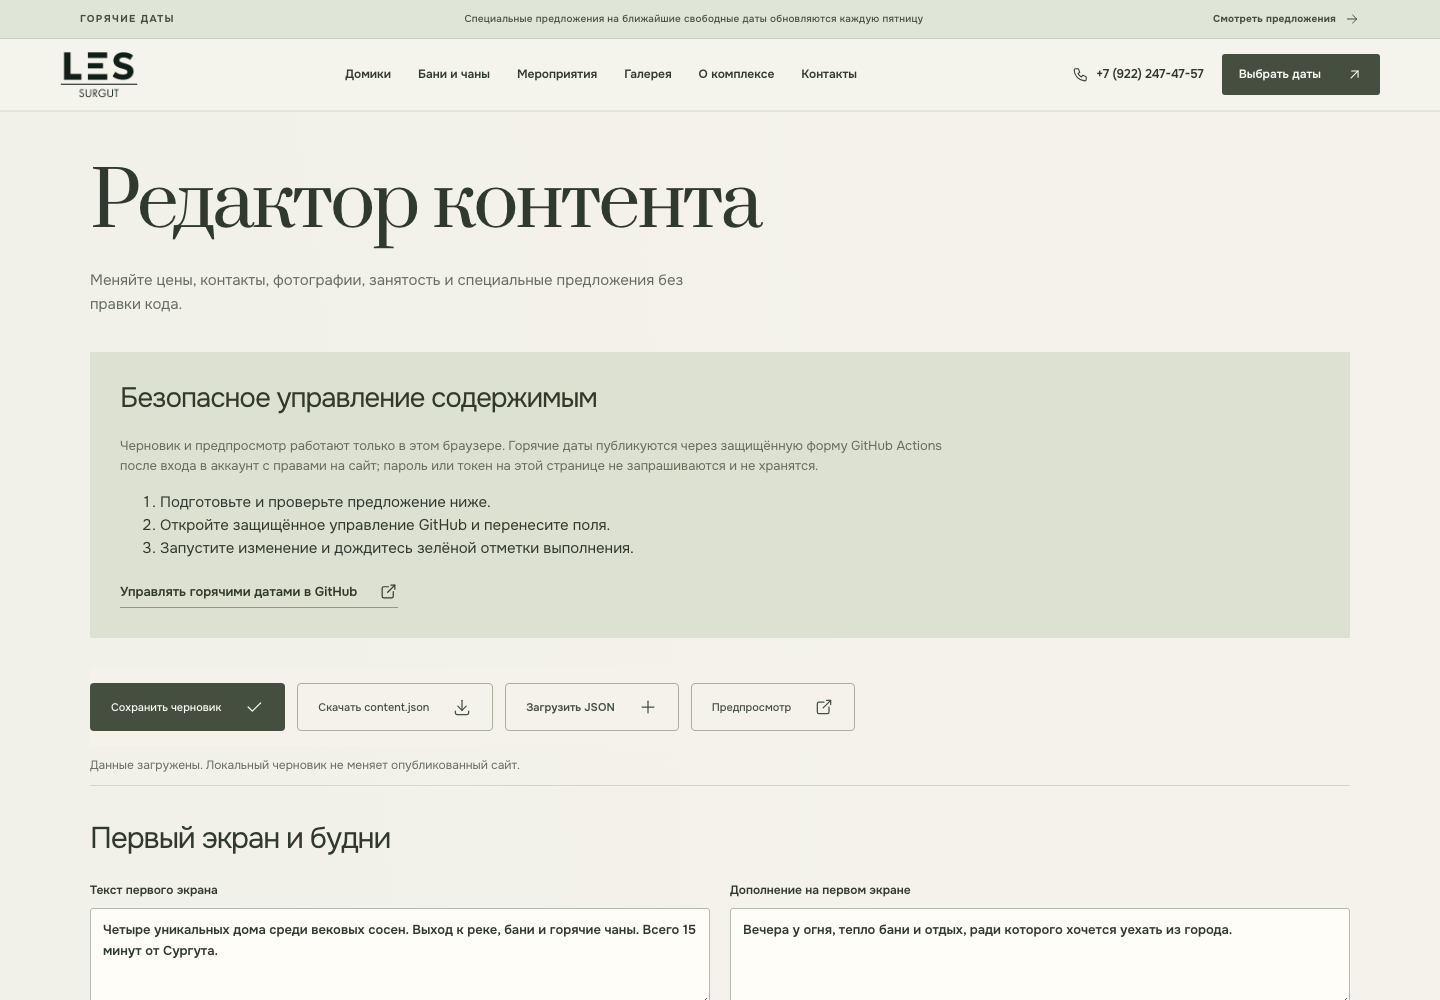 ГОРЯЧИЕ ДАТЫ
Специальные предложения на ближайшие свободные даты обновляются каждую пятницу
Смотреть предложения
LES
SURGUT
Домики
Бани и чаны
Мероприятия
Галерея
О комплексе
Контакты
+7 (922) 247-47-57
Выбрать даты
Редактор контента
Меняйте цены, контакты, фотографии, занятость и специальные предложения без
правки кода.
Безопасное управление содержимым
Черновик и предпросмотр работают только в этом браузере. Горячие даты публикуются через защищённую форму GitHub Actions
после входа в аккаунт с правами на сайт; пароль или токен на этой странице не запрашиваются и не хранятся.
1. Подготовьте и проверьте предложение ниже.
2. Откройте защищённое управление GitHub и перенесите поля.
3. Запустите изменение и дождитесь зелёной отметки выполнения.
Управлять горячими датами в GitHub
Сохранить черновик
Скачать content.json
Загрузить JSON
Предпросмотр
Данные загружены. Локальный черновик не меняет опубликованный сайт.
Первый экран и будни
Текст первого экрана
Дополнение на первом экране
Четыре уникальных дома среди вековых сосен. Выход к реке, бани и горячие чаны. Всего 15
минут от Сургута.
Вечера у огня, тепло бани и отдых, ради которого хочется уехать из города.